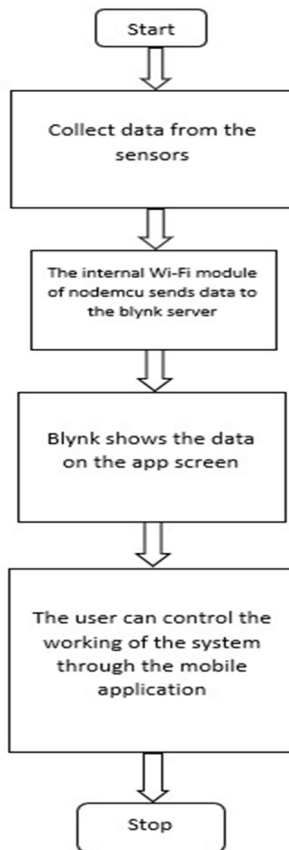 Start
Collect data from the
sensors
The internal Wi-Fi module
of nodemcu sends data to
the blynk server
Blynk shows the data
on the app screen
The user can control the
working of the system
through the mobile
application
Stop